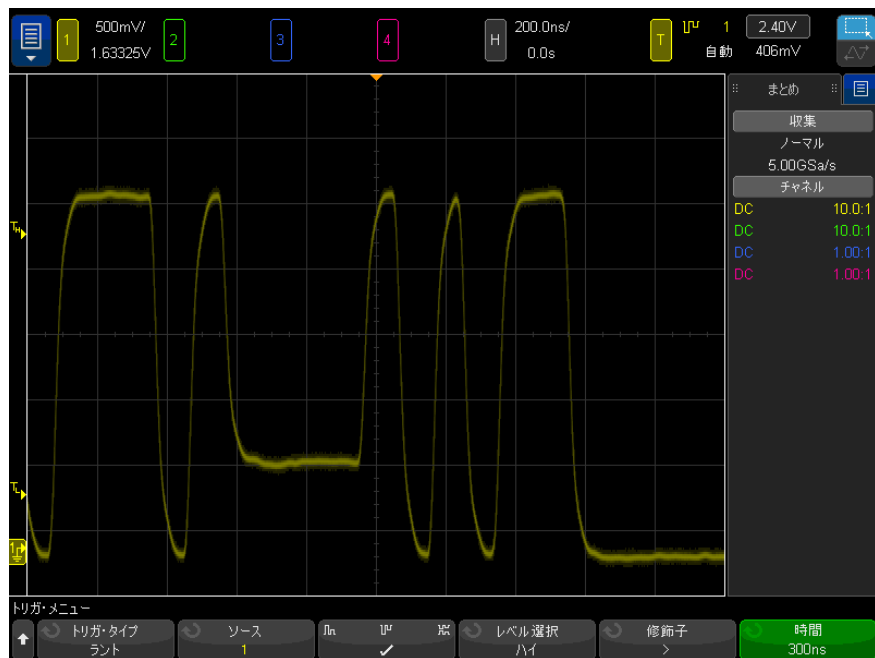 1 500mV/ 1.63325V 2 3 4 H 200.0ns/ 0.0s T 1 自動 2.40V 406mV
まとめ
収集
ノーマル
5.00GSa/s
チャネル
DC 10.0:1
DC 10.0:1
DC 1.00:1
DC 1.00:1
TH
TL
1
トリガ・メニュー
トリガ・タイプ ラント
ソース 1
レベル選択 ハイ
修飾子 >
時間 300ns